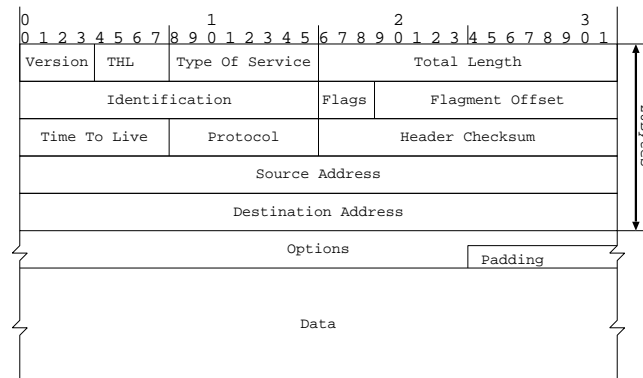 0 1 2 3
0 1 2 3 4 5 6 7 8 9 0 1 2 3 4 5 6 7 8 9 0 1 2 3 4 5 6 7 8 9 0 1
Version THL Type Of Service Total Length
Identification Flags Flagment Offset
Time To Live Protocol Header Checksum
Source Address
Destination Address
Options
Padding
Data